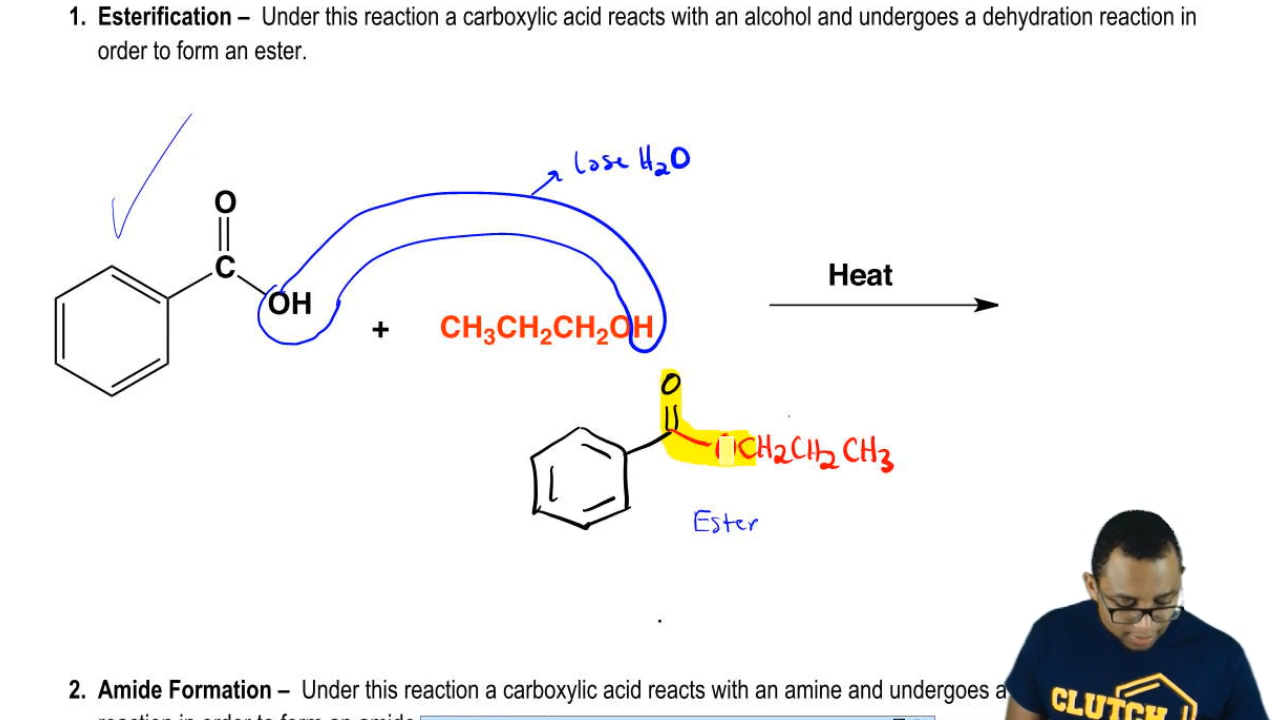 1. Esterification – Under this reaction a carboxylic acid reacts with an alcohol and undergoes a dehydration reaction in
order to form an ester.
Lose H₂O
O
C
OH
Heat
+ CH₃CH₂CH₂OH
O
OCH₂CH₂CH₃
Ester
2. Amide Formation – Under this reaction a carboxylic acid reacts with an amine and undergoes a
CLUTCH